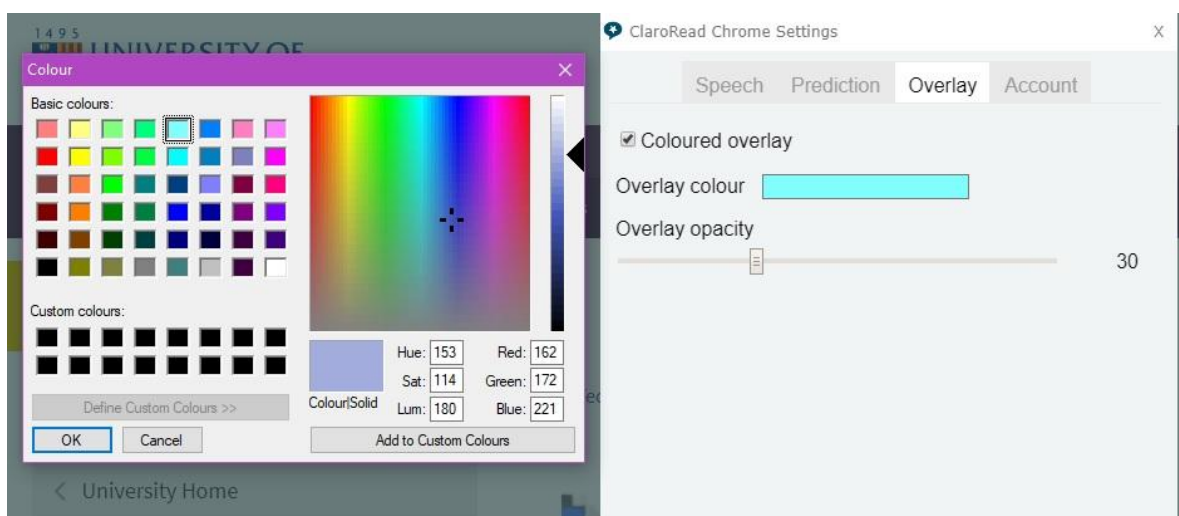 1495
UNIVERSITY OF
Colour
Basic colours:
Custom colours:
Define Custom Colours >>
OK
Cancel
Colour|Solid
Hue: 153
Sat: 114
Lum: 180
Red: 162
Green: 172
Blue: 221
Add to Custom Colours
< University Home
ClaroRead Chrome Settings
X
Speech
Prediction
Overlay
Account
Coloured overlay
Overlay colour
Overlay opacity
30